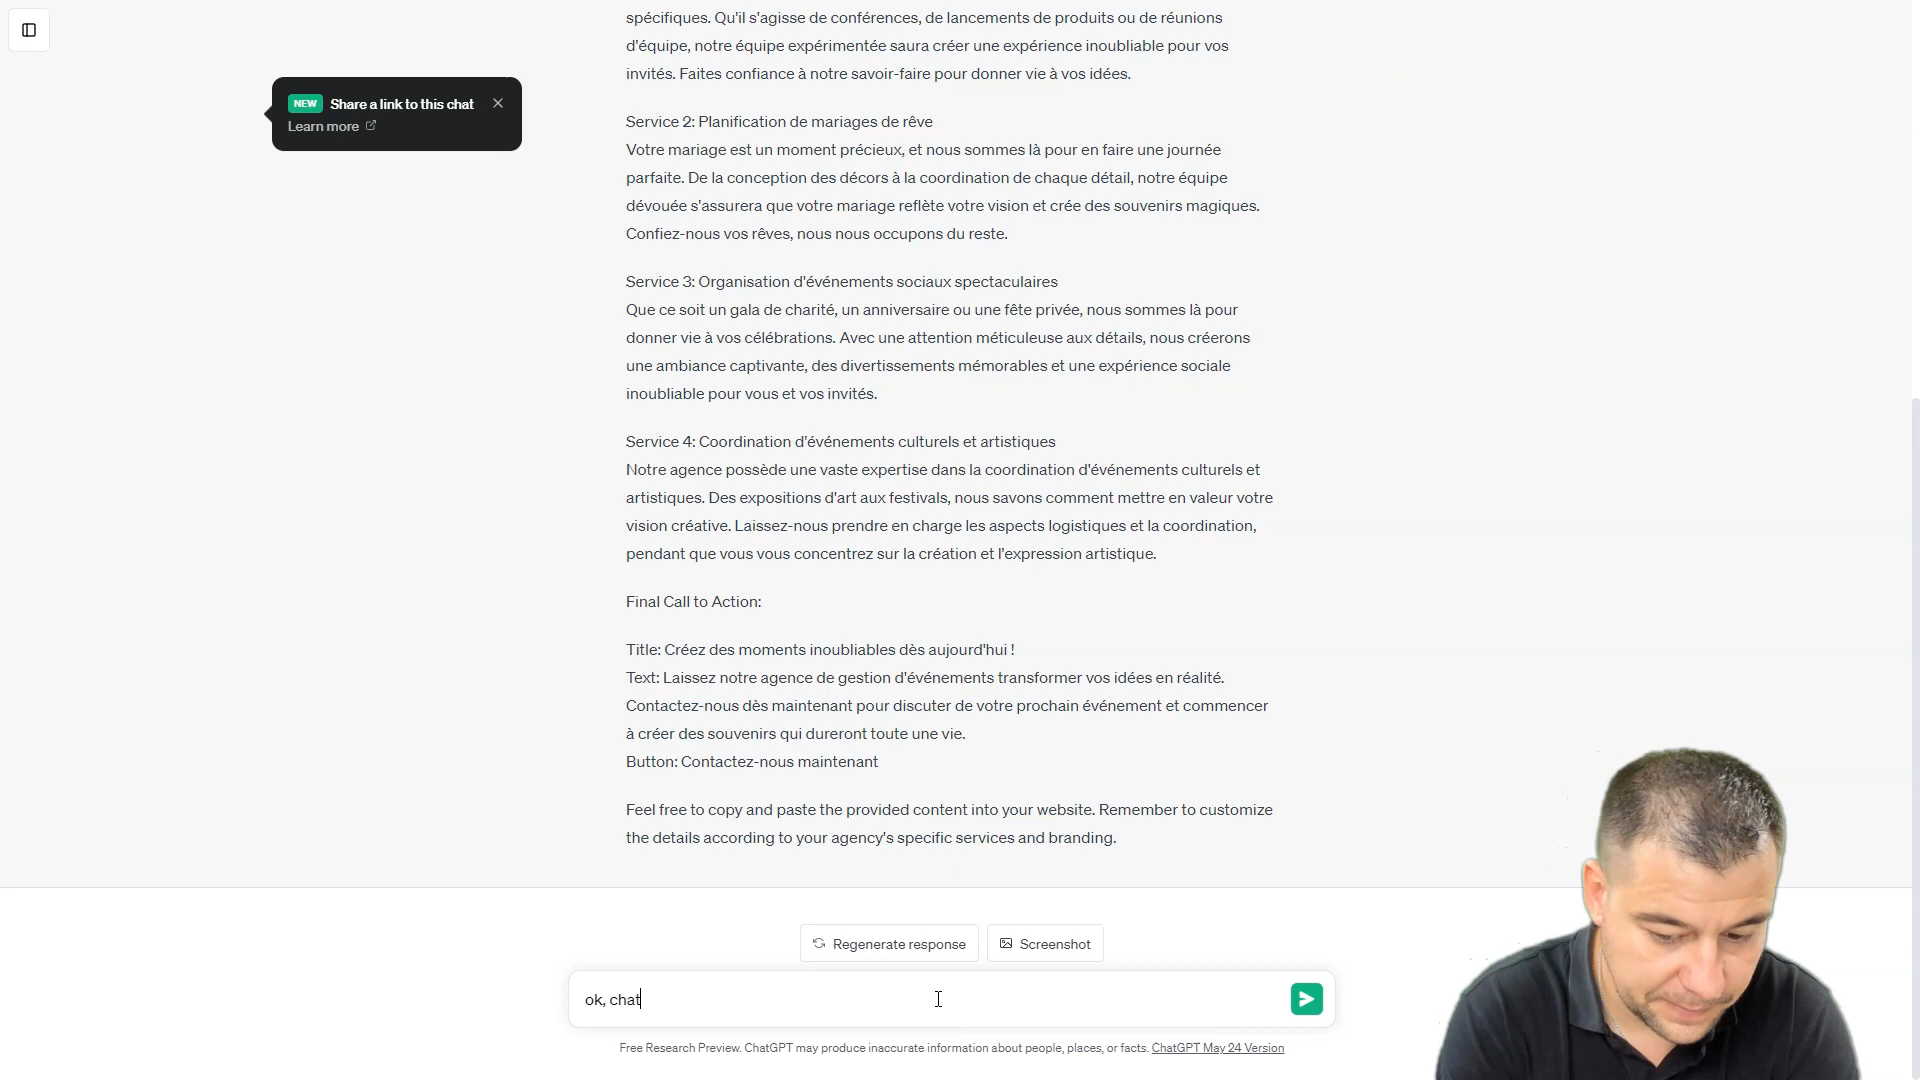 spécifiques. Qu'il s'agisse de conférences, de lancements de produits ou de réunions
d'équipe, notre équipe expérimentée saura créer une expérience inoubliable pour vos
invités. Faites confiance à notre savoir-faire pour donner vie à vos idées.
NEW Share a link to this chat
Learn more
Service 2: Planification de mariages de rêve
Votre mariage est un moment précieux, et nous sommes là pour en faire une journée
parfaite. De la conception des décors à la coordination de chaque détail, notre équipe
dévouée s'assurera que votre mariage reflète votre vision et crée des souvenirs magiques.
Confiez-nous vos rêves, nous nous occupons du reste.
Service 3: Organisation d'événements sociaux spectaculaires
Que ce soit un gala de charité, un anniversaire ou une fête privée, nous sommes là pour
donner vie à vos célébrations. Avec une attention méticuleuse aux détails, nous créerons
une ambiance captivante, des divertissements mémorables et une expérience sociale
inoubliable pour vous et vos invités.
Service 4: Coordination d'événements culturels et artistiques
Notre agence possède une vaste expertise dans la coordination d'événements culturels et
artistiques. Des expositions d'art aux festivals, nous savons comment mettre en valeur votre
vision créative. Laissez-nous prendre en charge les aspects logistiques et la coordination,
pendant que vous vous concentrez sur la création et l'expression artistique.
Final Call to Action:
Title: Créez des moments inoubliables dès aujourd'hui !
Text: Laissez notre agence de gestion d'événements transformer vos idées en réalité.
Contactez-nous dès maintenant pour discuter de votre prochain événement et commencer
à créer des souvenirs qui dureront toute une vie.
Button: Contactez-nous maintenant
Feel free to copy and paste the provided content into your website. Remember to customize
the details according to your agency's specific services and branding.
Regenerate response
Screenshot
ok, chat
Free Research Preview. ChatGPT may produce inaccurate information about people, places, or facts. ChatGPT May 24 Version